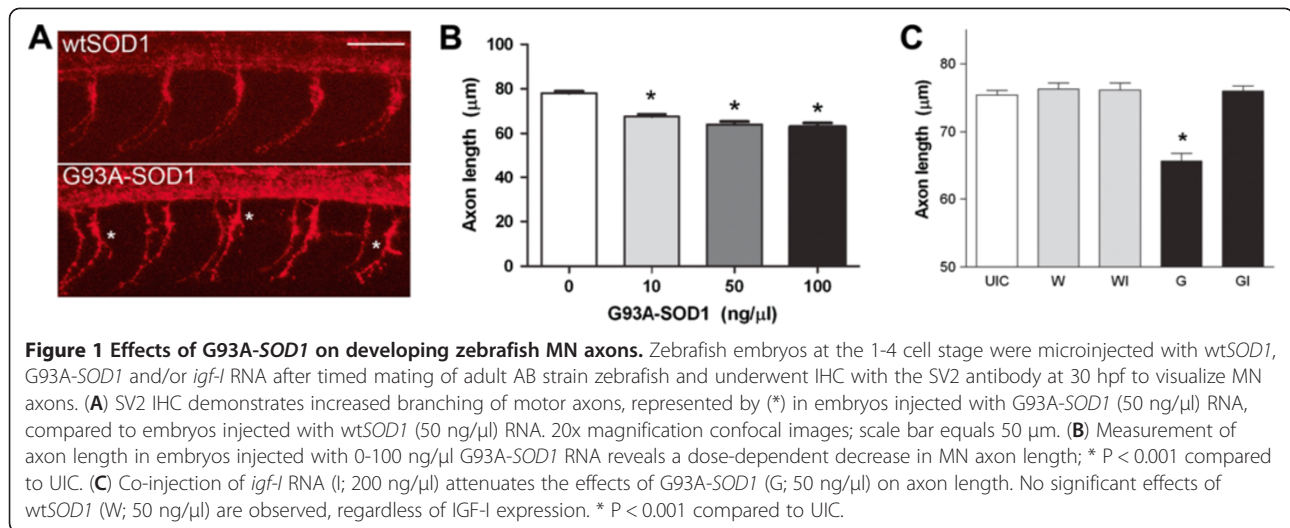 A
wtSOD1
G93A-SOD1
*
*
*
B
Axon length (µm)
100
80
60
40
20
0
*
*
*
0 10 50 100
G93A-SOD1 (ng/µl)
C
Axon length (µm)
80
70
60
50
*
UIC W WI G GI
Figure 1 Effects of G93A-SOD1 on developing zebrafish MN axons. Zebrafish embryos at the 1-4 cell stage were microinjected with wtSOD1,
G93A-SOD1 and/or igf-I RNA after timed mating of adult AB strain zebrafish and underwent IHC with the SV2 antibody at 30 hpf to visualize MN
axons. (A) SV2 IHC demonstrates increased branching of motor axons, represented by (*) in embryos injected with G93A-SOD1 (50 ng/µl) RNA,
compared to embryos injected with wtSOD1 (50 ng/µl) RNA. 20x magnification confocal images; scale bar equals 50 µm. (B) Measurement of
axon length in embryos injected with 0-100 ng/µl G93A-SOD1 RNA reveals a dose-dependent decrease in MN axon length; * P < 0.001 compared
to UIC. (C) Co-injection of igf-I RNA (I; 200 ng/µl) attenuates the effects of G93A-SOD1 (G; 50 ng/µl) on axon length. No significant effects of
wtSOD1 (W; 50 ng/µl) are observed, regardless of IGF-I expression. * P < 0.001 compared to UIC.